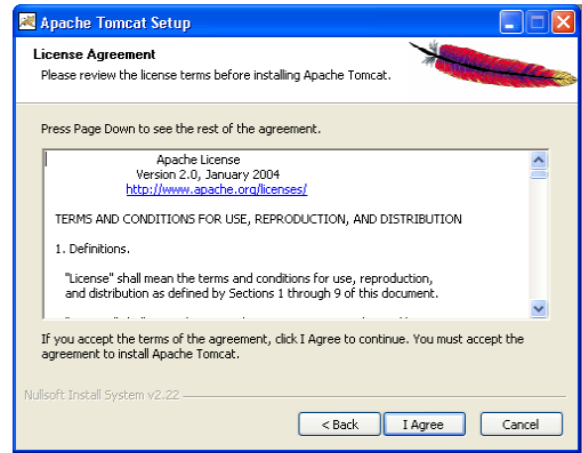 Apache Tomcat Setup
License Agreement
Please review the license terms before installing Apache Tomcat.
Press Page Down to see the rest of the agreement.
Apache License
Version 2.0, January 2004
http://www.apache.org/licenses/
TERMS AND CONDITIONS FOR USE, REPRODUCTION, AND DISTRIBUTION
1. Definitions.
"License" shall mean the terms and conditions for use, reproduction,
and distribution as defined by Sections 1 through 9 of this document.
If you accept the terms of the agreement, click I Agree to continue. You must accept the
agreement to install Apache Tomcat.
Nullsoft Install System v2.22
< Back
I Agree
Cancel